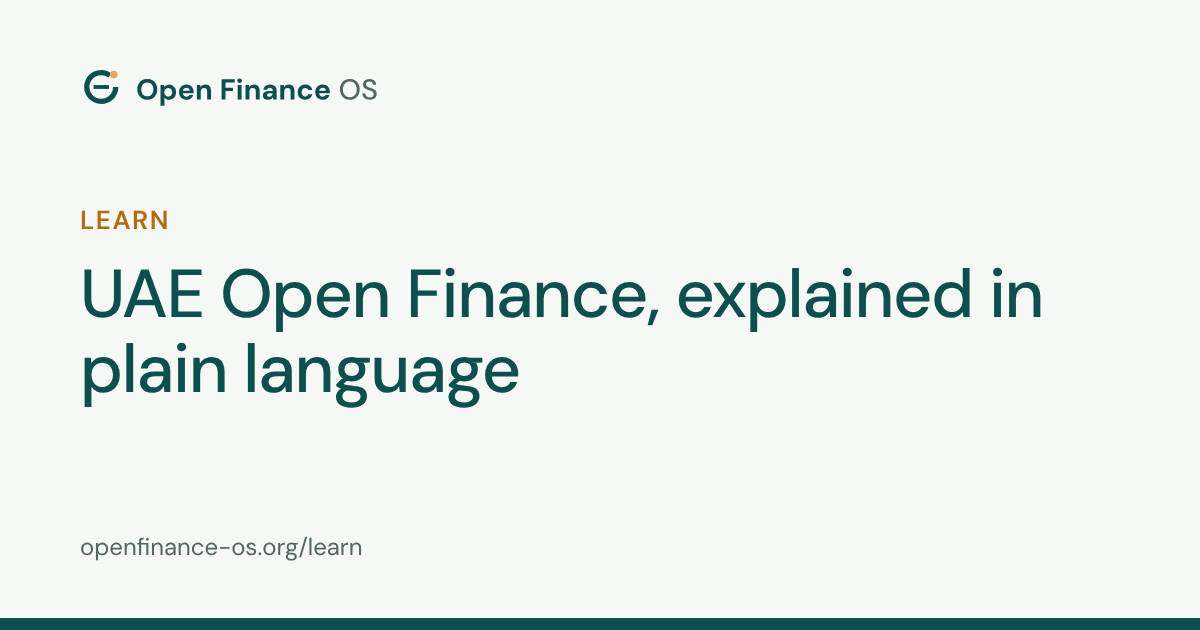 Open Finance OS
LEARN
UAE Open Finance, explained in
plain language
openfinance-os.org/learn